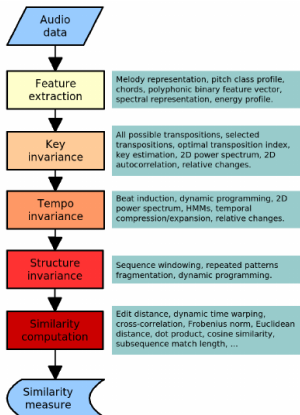 Audio
data
Feature
extraction
Melody representation, pitch class profile,
chords, polyphonic binary feature vector,
spectral representation, energy profile.
Key
invariance
All possible transpositions, selected
transpositions, optimal transposition index,
key estimation, 2D power spectrum, 2D
autocorrelation, relative changes.
Tempo
invariance
Beat induction, dynamic programming, 2D
power spectrum, HMMs, temporal
compression/expansion, relative changes.
Structure
invariance
Sequence windowing, repeated patterns
fragmentation, dynamic programming.
Similarity
computation
Edit distance, dynamic time warping,
cross-correlation, Frobenius norm, Euclidean
distance, dot product, cosine similarity,
subsequence match length, ...
Similarity
measure